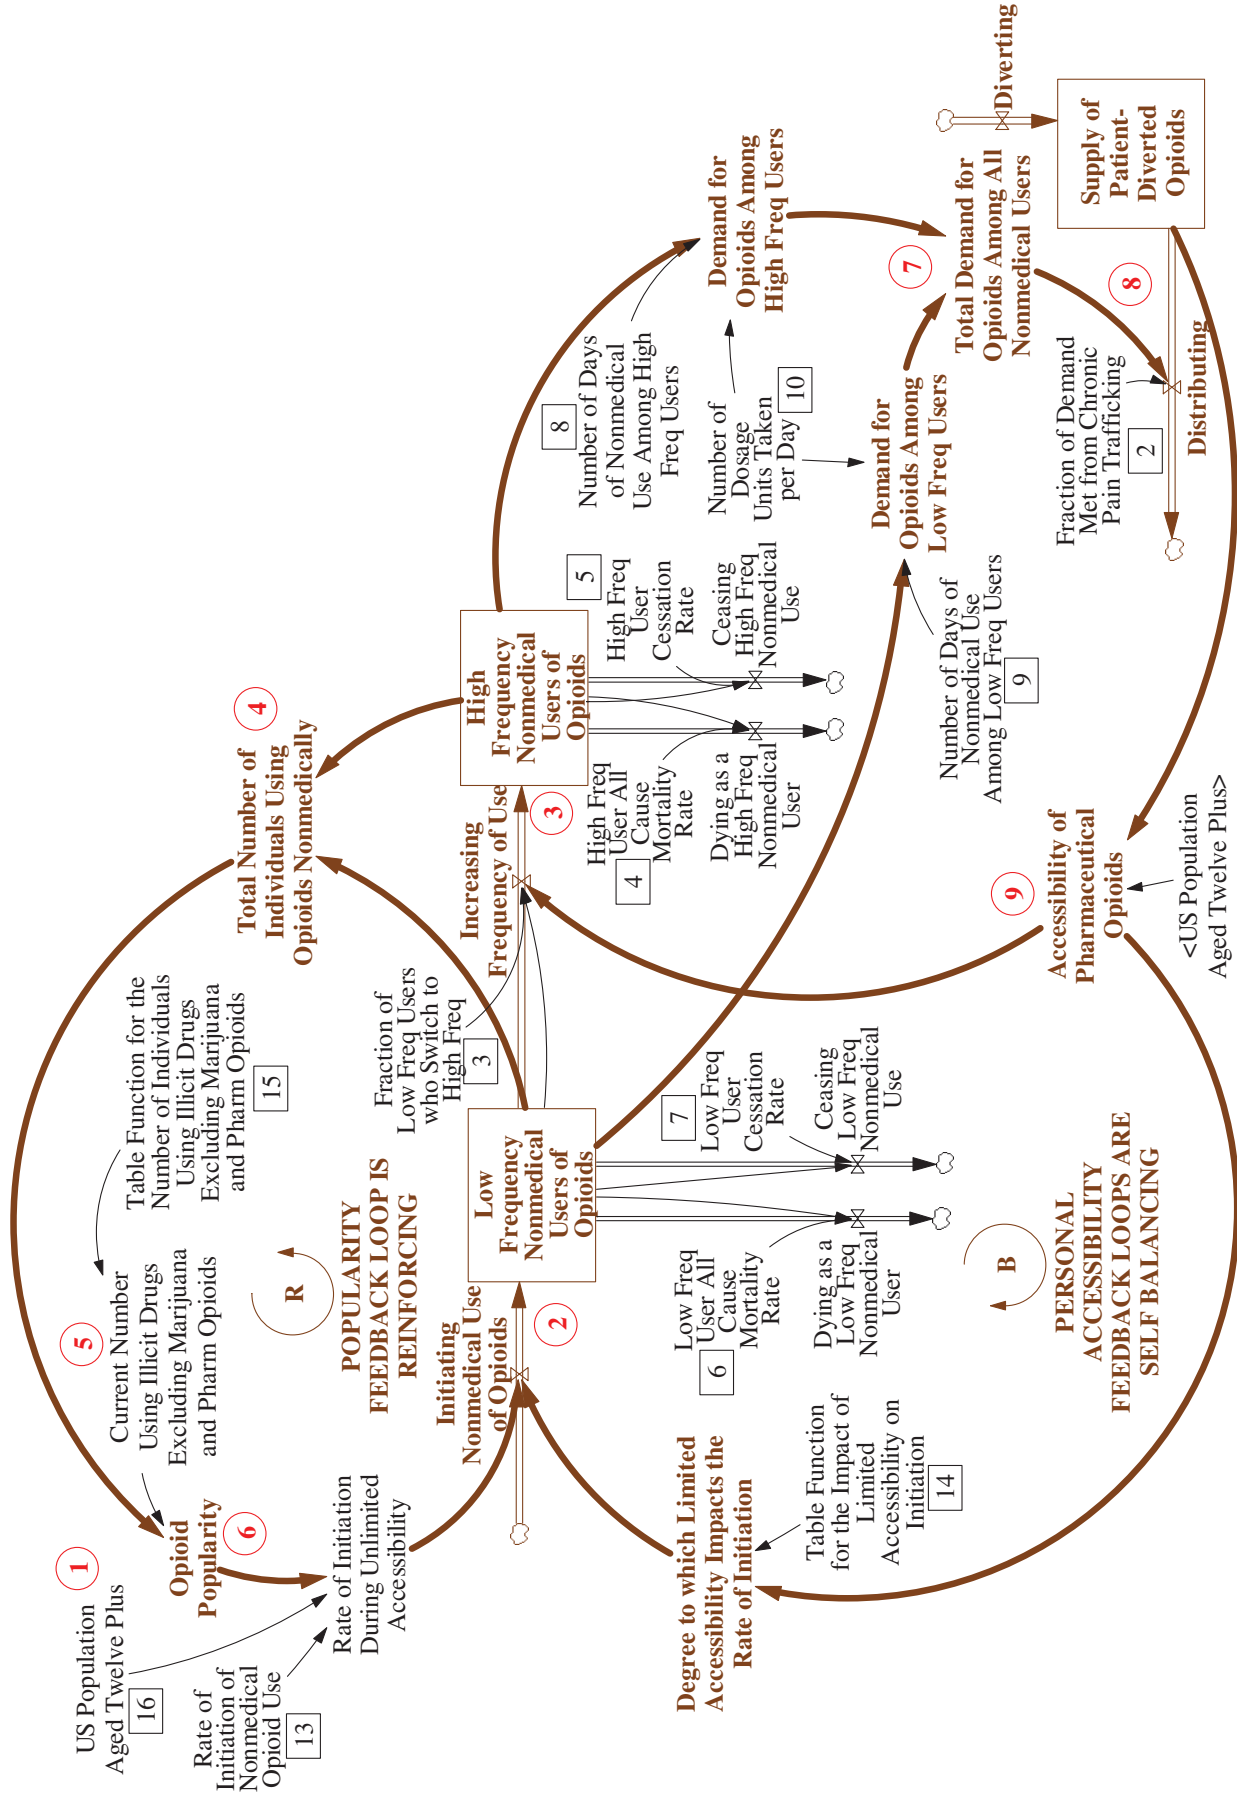 US Population
Aged Twelve Plus
16
1
Rate of
Initiation of
Nonmedical
Opioid Use
13
Opioid
Popularity
6
Rate of Initiation
During Unlimited
Accessibility
5
Current Number
Using Illicit Drugs
Excluding Marijuana
and Pharm Opioids
Table Function for the
Number of Individuals
Using Illicit Drugs
Excluding Marijuana
and Pharm Opioids
15
R
POPULARITY
FEEDBACK LOOP IS
REINFORCING
Total Number of
Individuals Using
Opioids Nonmedically
4
Initiating
Nonmedical Use
of Opioids
2
Low
Frequency
Nonmedical
Users of
Opioids
Fraction of
Low Freq Users
who Switch to
High Freq
3
Increasing
Frequency of Use
3
High
Frequency
Nonmedical
Users of
Opioids
High Freq
User All
Cause
Mortality
Rate
4
Dying as a
High Freq
Nonmedical
User
5
High Freq
User
Cessation
Rate
Ceasing
High Freq
Nonmedical
Use
8
Number of Days
of Nonmedical
Use Among High
Freq Users
Number of
Dosage
Units Taken
per Day
10
Demand for
Opioids Among
High Freq Users
Degree to which Limited
Accessibility Impacts the
Rate of Initiation
Table Function
for the Impact of
Limited
Accessibility on
Initiation
14
Low Freq
User All
Cause
Mortality
Rate
6
Dying as a
Low Freq
Nonmedical
User
7
Low Freq
User
Cessation
Rate
Ceasing
Low Freq
Nonmedical
Use
Demand for
Opioids Among
Low Freq Users
Number of Days of
Nonmedical Use
Among Low Freq Users
9
7
Total Demand for
Opioids Among All
Nonmedical Users
B
PERSONAL
ACCESSIBILITY
FEEDBACK LOOPS ARE
SELF BALANCING
9
Accessibility of
Pharmaceutical
Opioids
<US Population
Aged Twelve Plus>
Fraction of Demand
Met from Chronic
Pain Trafficking
2
8
Distributing
Diverting
Supply of
Patient-
Diverted
Opioids